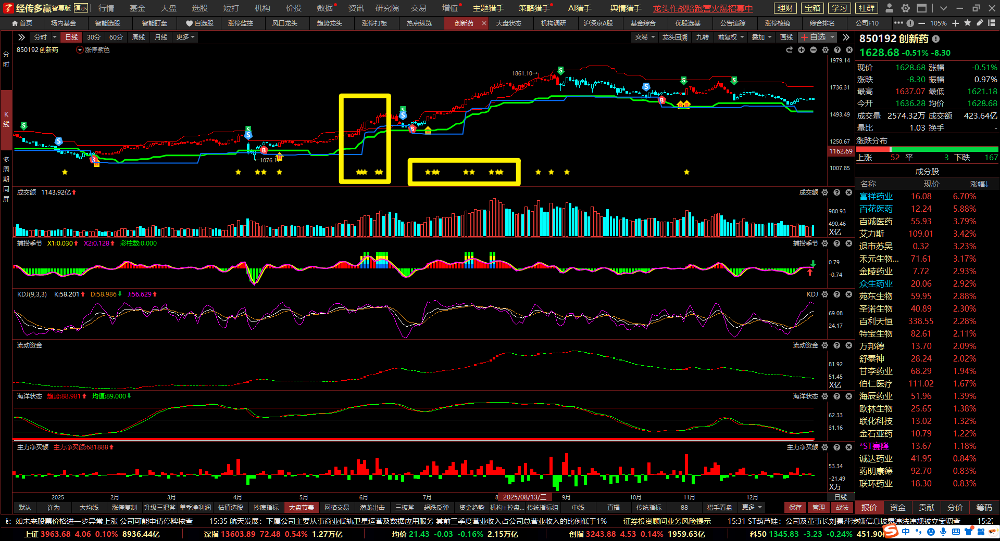 经传多赢 智尊版 演示 行情 基金 大盘 选股 短打 机构 价投 数据 资讯 研究院 交易 增值 主题猎手 策略猎手 AI猎手 舆情猎手 龙头作战陪跑营火爆招募中 理财 宝箱 学习 社群
首页 场内基金 智能选股 智能盯盘 自选股 涨停监控 风口龙头 趋势龙头 涨停打板 热点纵览 创新药 大盘状态 机构调研 沪深京A股 基金综合 优股选基 公告追踪 涨停棱镜 综合排名 公司F10 105%
分时 日线 30分 60分 周线 月线 更多 交易 龙头回溯 九转 前复权 叠加 画线 自选
分时
K线
多周期同屏
850192 创新药 涨停紫色
1861.10
1076.1
1979.14
1736.31
1493.49
1250.67
1162.69
1007.85
成交额 1143.92亿 成交额
980.93
490.46
X亿
捕捞季节 X1:0.030 X2:0.128 彩柱数:0.000 捕捞季节
0.79
-0.74
KDJ(9,3,3) K:58.201 D:58.986 J:56.629 KDJ
69.08
24.17
流动资金 流动资金
81.92
51.45
X亿
海洋状态 趋势:88.981 均值:89.000 海洋状态
62.33
31.16
主力净买额 主力净买额:681888 主力净买额
53.34
-21.49
X万
2025 2月 3月 4月 5月 6月 7月 8 2025/08/13/三 9月 10月 11月 12月 日线
默认 许为 大均线 涨停复制 升级三把斧 单季净利润 估值选股 抄底指标 大盘节奏 网格交易 潜龙出击 三板斧 超跌反弹 资金趋势 机构+控盘... 传统指标组 中线 直播 传统指标 88 猎手看盘 更多 保存 管理 战法
850192 创新药
1628.68 -0.51% -8.30
现价 1628.68 涨幅 -0.51%
涨跌 -8.30 振幅 0.97%
最高 1637.07 最低 1621.18
今开 1636.28 均价 1628.68
成交量 2574.32万 成交额 423.64亿
量比 1.03 换手 -
涨跌分布
上涨 52 平 3 下跌 167
成分股
名称 现价 涨幅↓
富祥药业 16.08 6.70%
百花医药 12.24 5.88%
百诚医药 55.93 3.79%
艾力斯 109.01 3.42%
退市苏吴 0.32 3.23%
禾元生物... 71.61 3.17%
金陵药业 7.72 2.93%
众生药业 20.06 2.92%
苑东生物 59.95 2.88%
圣诺生物 40.89 2.30%
百利天恒 338.55 2.28%
特宝生物 82.61 2.11%
万邦德 13.70 2.09%
舒泰神 28.24 2.02%
甘李药业 68.29 1.94%
佰仁医疗 111.02 1.67%
海辰药业 51.96 1.39%
欧林生物 25.65 1.38%
联化科技 13.02 1.32%
金石亚药 10.79 1.22%
*ST赛隆 13.67 1.18%
诚达药业 41.95 0.84%
药明康德 92.70 0.83%
联环药业 18.30 0.83%
报价 资金 贡献 分价 筹码
：如未来股票价格进一步异常上涨 公司可能申请停牌核查 15:35 航天发展：下属公司主要从事商业低轨卫星运营及数据应用服务 其前三季度营业收入占公司总营业收入的比例低于1% 证券投资顾问业务风险提示 15:31 ST葫芦娃：公司及董事长刘景萍涉嫌信息披露违法违规被立案调查 15:27
上证 3963.68 4.06 0.10% 8936.44亿 深指 13603.89 72.48 0.54% 1.27万亿 均价 21.43 -0.03 -0.16% 2.15万亿 创指 3243.88 4.53 0.14% 1959.63亿 科50 1345.83 -3.23 -0.24% 451.90 中